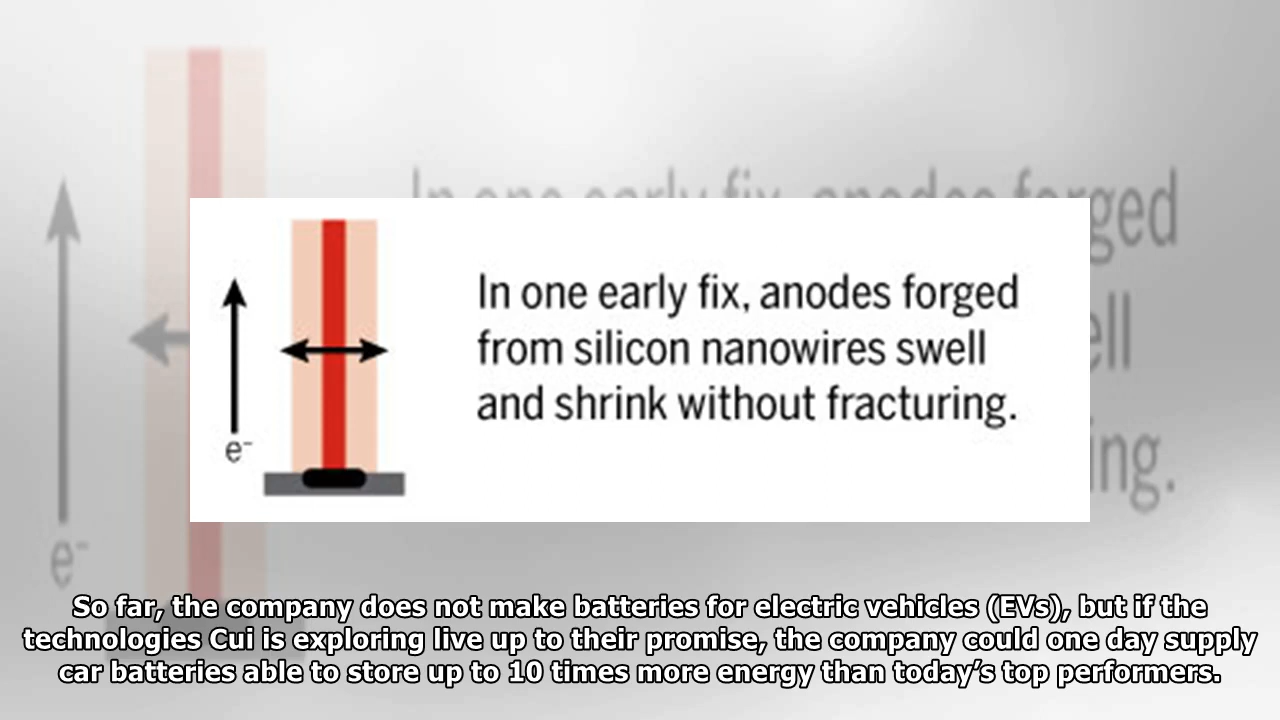 In one early fix, anodes forged
from silicon nanowires swell
and shrink without fracturing.
e⁻
So far, the company does not make batteries for electric vehicles (EVs), but if the
technologies Cui is exploring live up to their promise, the company could one day supply
car batteries able to store up to 10 times more energy than today’s top performers.